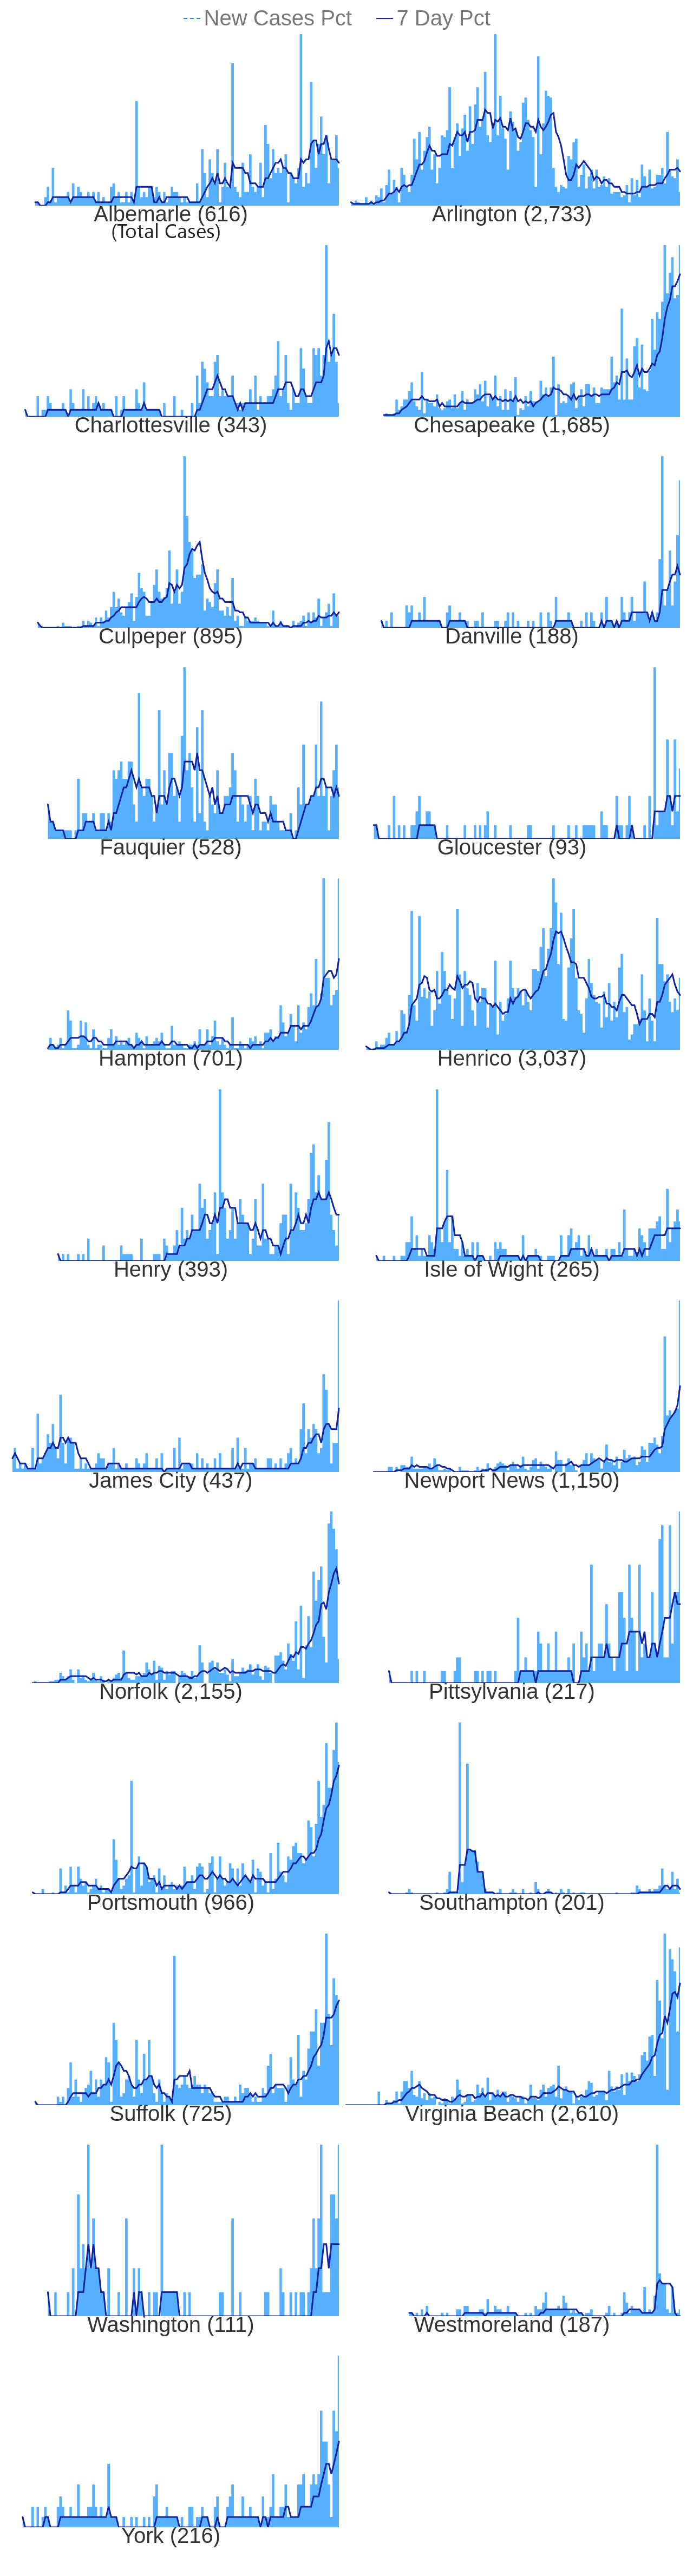 New Cases Pct 7 Day Pct
Albemarle (616) Arlington (2,733)
(Total Cases)
Charlottesville (343) Chesapeake (1,685)
Culpeper (895) Danville (188)
Fauquier (528) Gloucester (93)
Hampton (701) Henrico (3,037)
Henry (393) Isle of Wight (265)
James City (437) Newport News (1,150)
Norfolk (2,155) Pittsylvania (217)
Portsmouth (966) Southampton (201)
Suffolk (725) Virginia Beach (2,610)
Washington (111) Westmoreland (187)
York (216)